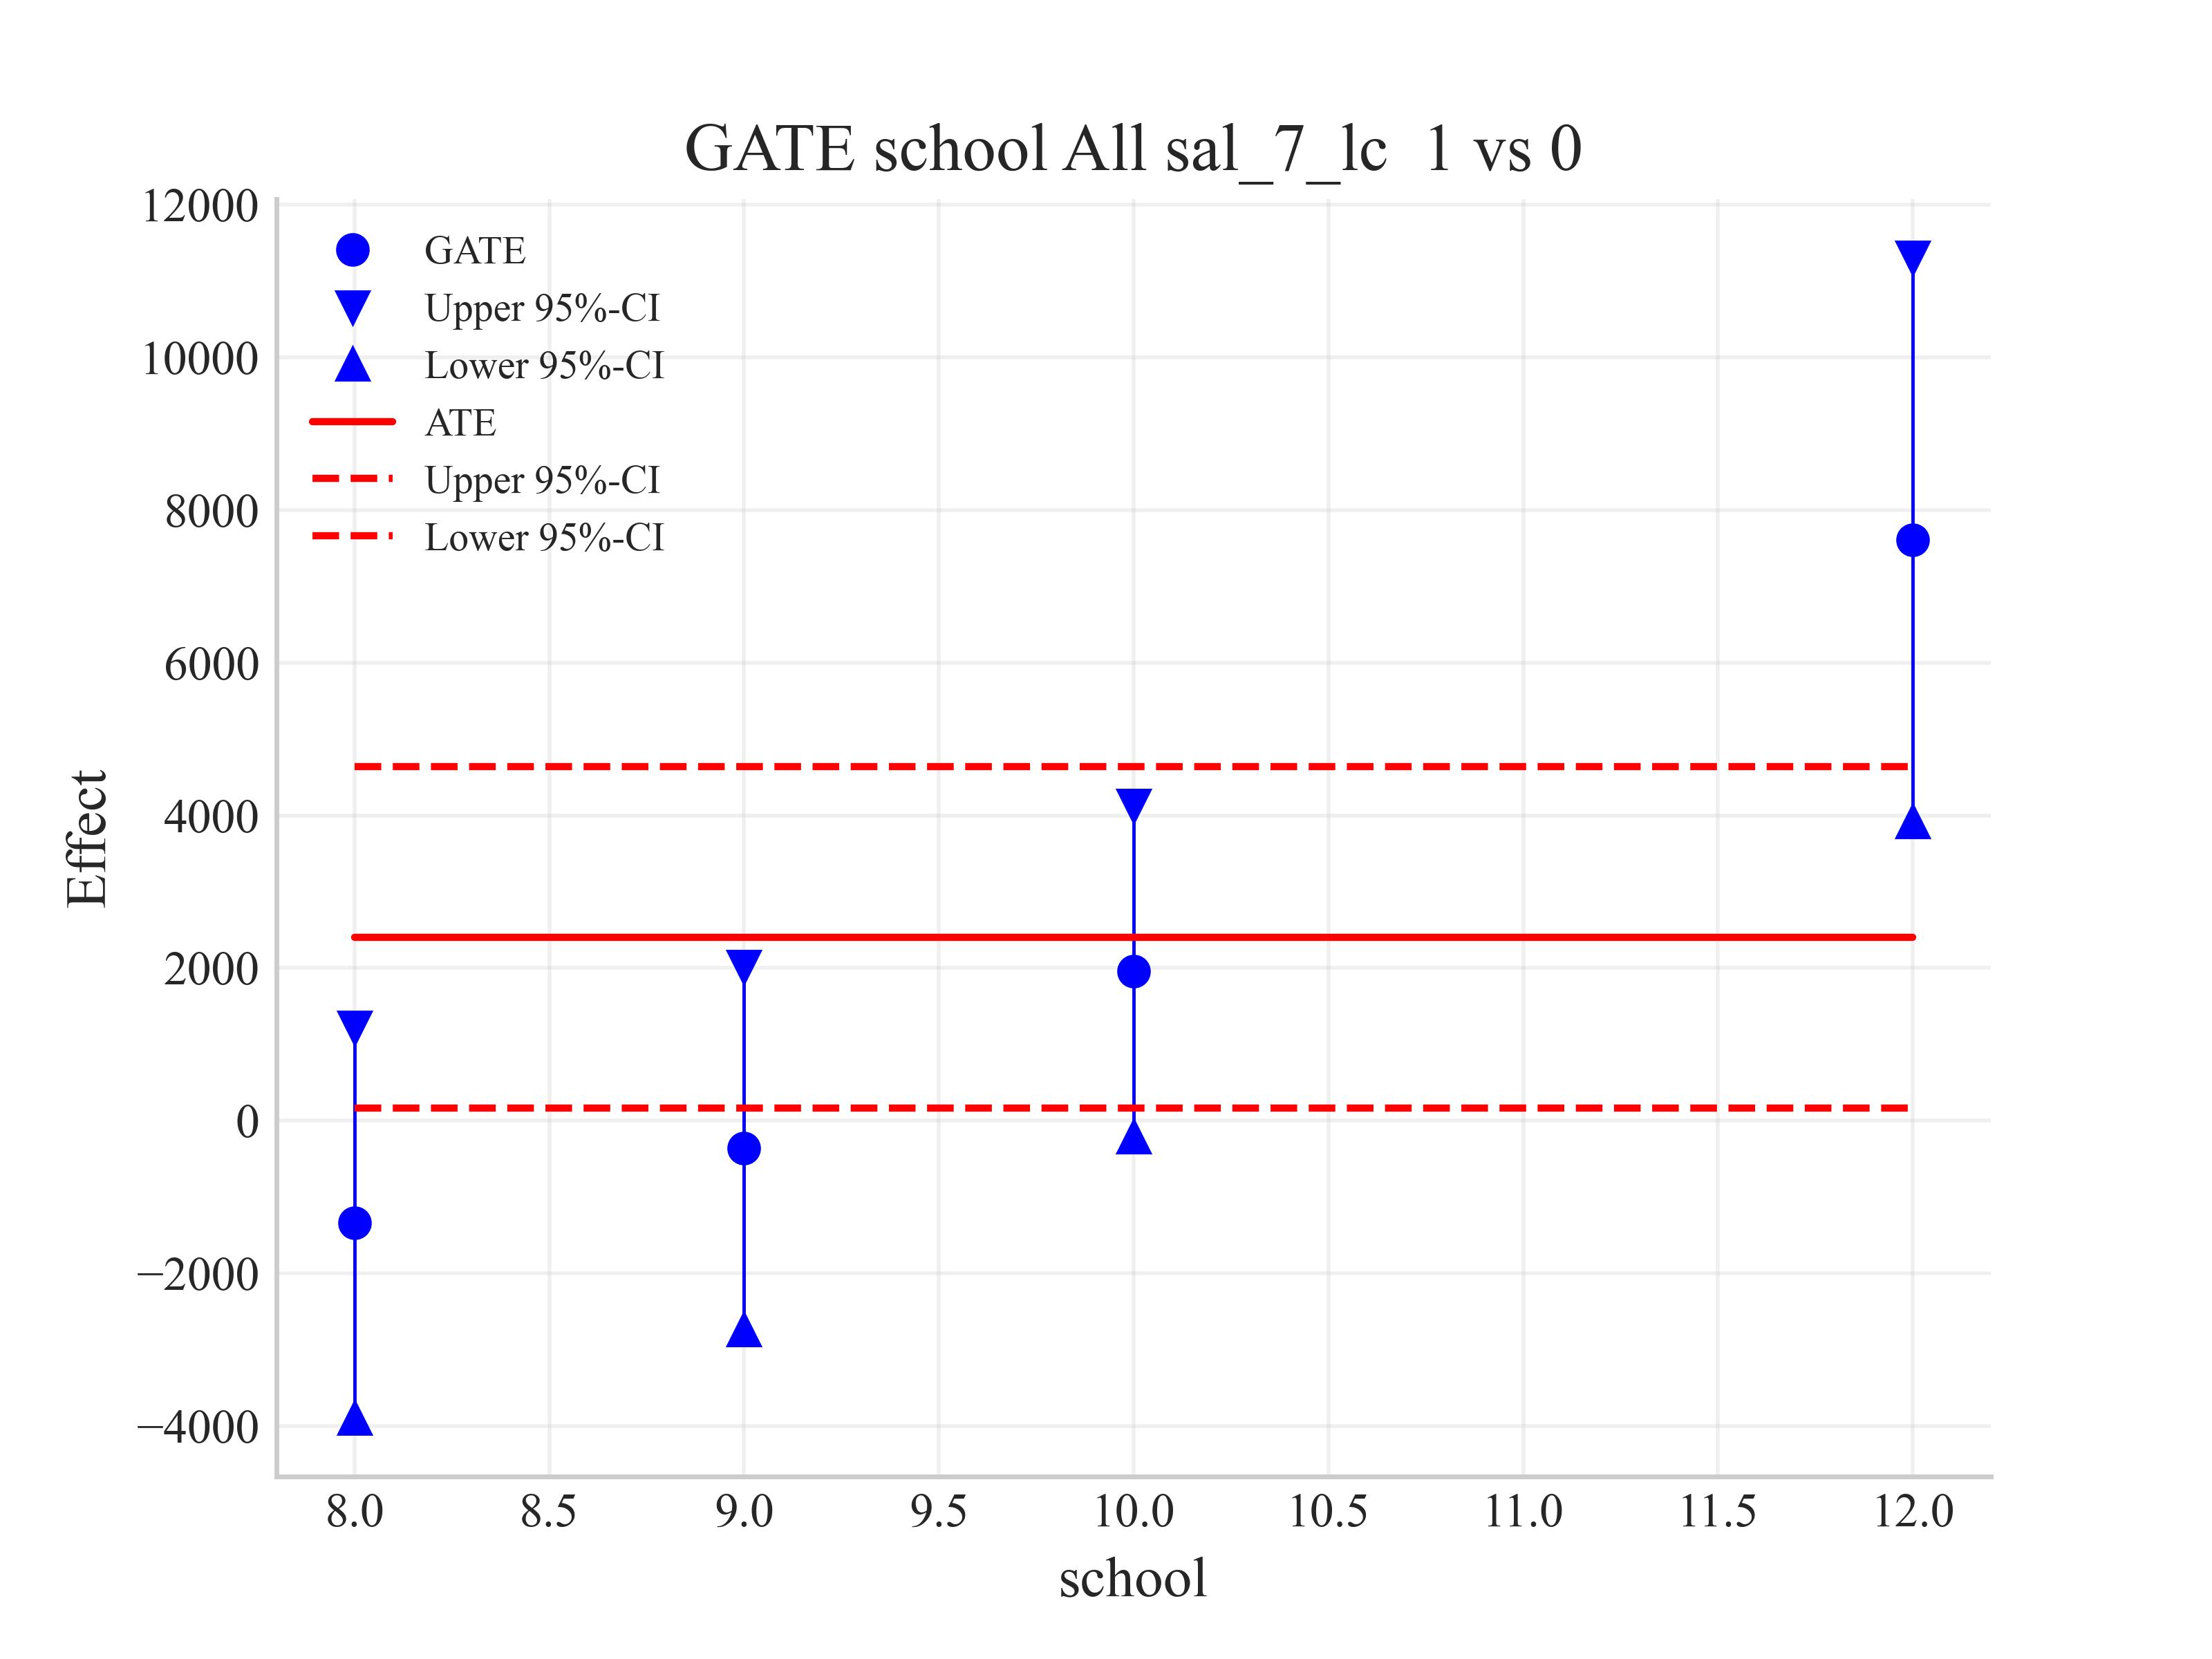 GATE school All sal_7_lc 1 vs 0
12000
10000
8000
6000
4000
2000
0
−2000
−4000
Effect
GATE
Upper 95%-CI
Lower 95%-CI
ATE
Upper 95%-CI
Lower 95%-CI
8.0 8.5 9.0 9.5 10.0 10.5 11.0 11.5 12.0
school